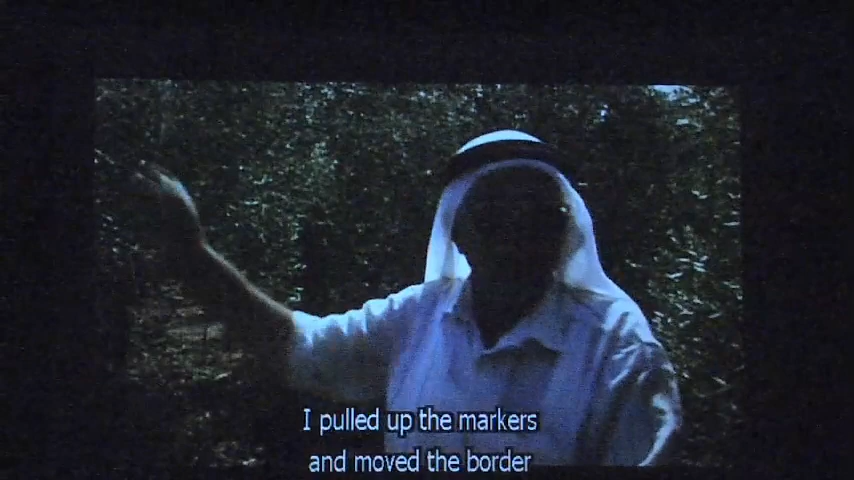 I pulled up the markers
and moved the border